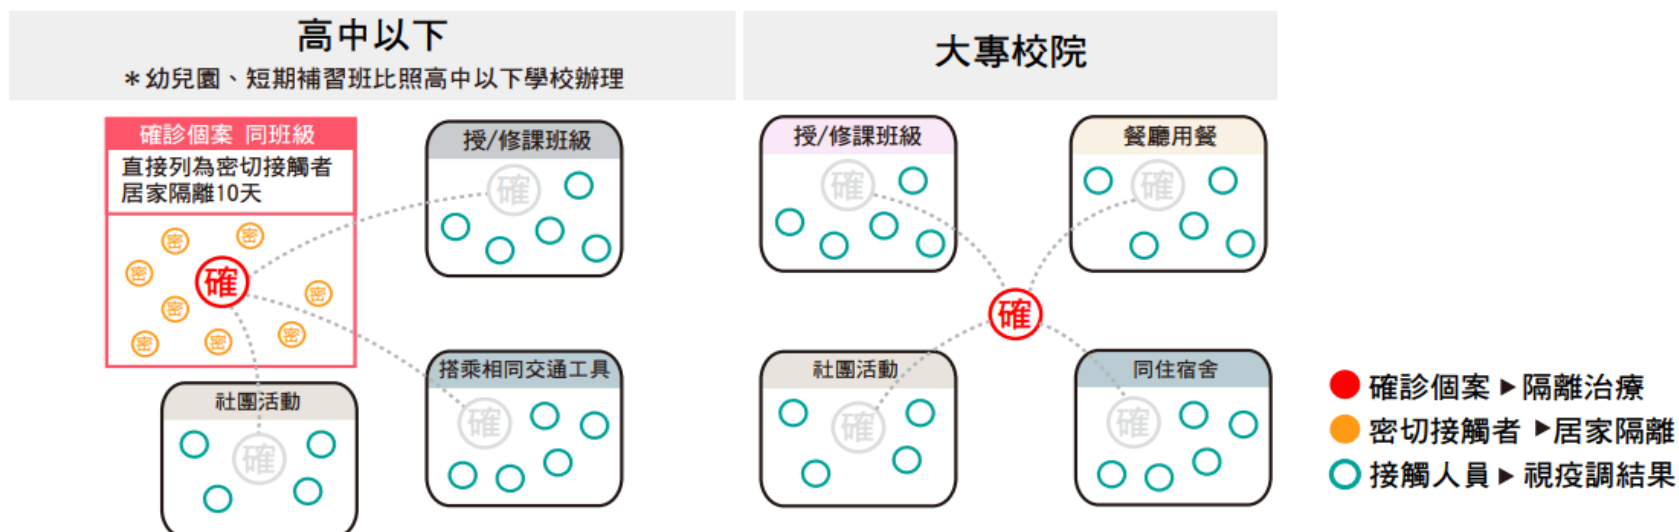 高中以下
＊幼兒園、短期補習班比照高中以下學校辦理
確診個案 同班級
直接列為密切接觸者
居家隔離10天
密
密
密
確
密
密
密
密
密
授/修課班級
確
社團活動
確
搭乘相同交通工具
確
大專校院
授/修課班級
確
餐廳用餐
確
確
社團活動
確
同住宿舍
確
確診個案▶隔離治療
密切接觸者 ▶居家隔離
接觸人員▶視疫調結果